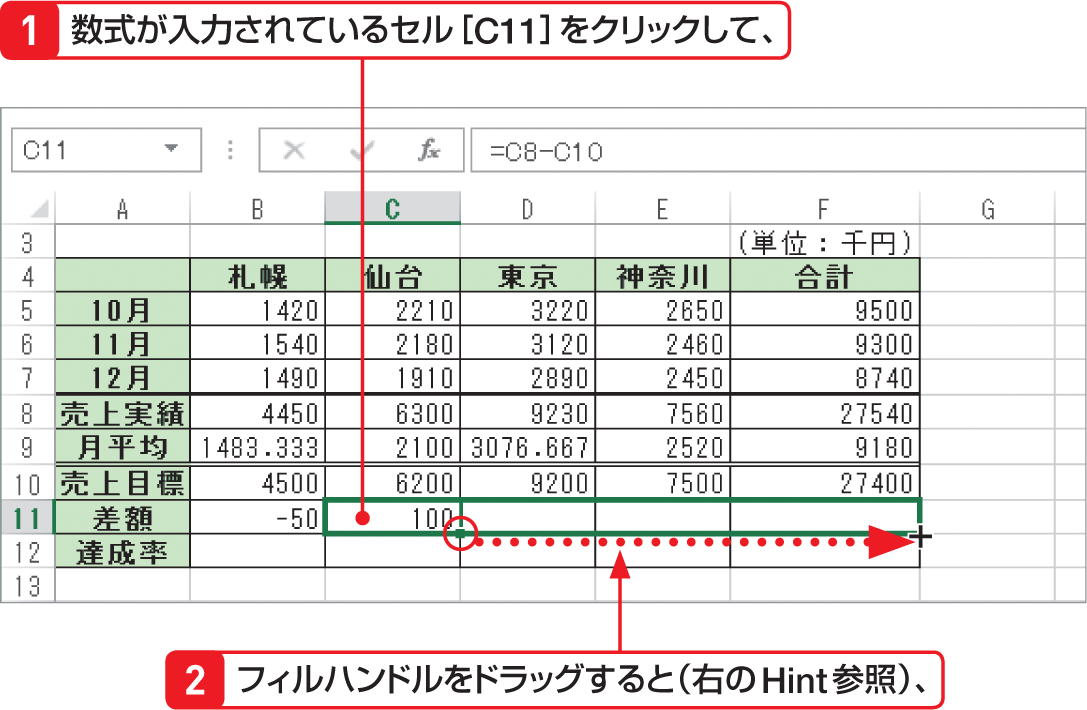 1 数式が入力されているセル[C11]をクリックして、
C11 fx =C8-C10
A B C D E F G
3 (単位：千円)
4 札幌 仙台 東京 神奈川 合計
5 10月 1420 2210 3220 2650 9500
6 11月 1540 2180 3120 2460 9300
7 12月 1490 1910 2890 2450 8740
8 売上実績 4450 6300 9230 7560 27540
9 月平均 1483.333 2100 3076.667 2520 9180
10 売上目標 4500 6200 9200 7500 27400
11 差額 -50 100
12 達成率
13
2 フィルハンドルをドラッグすると(右のHint参照)、